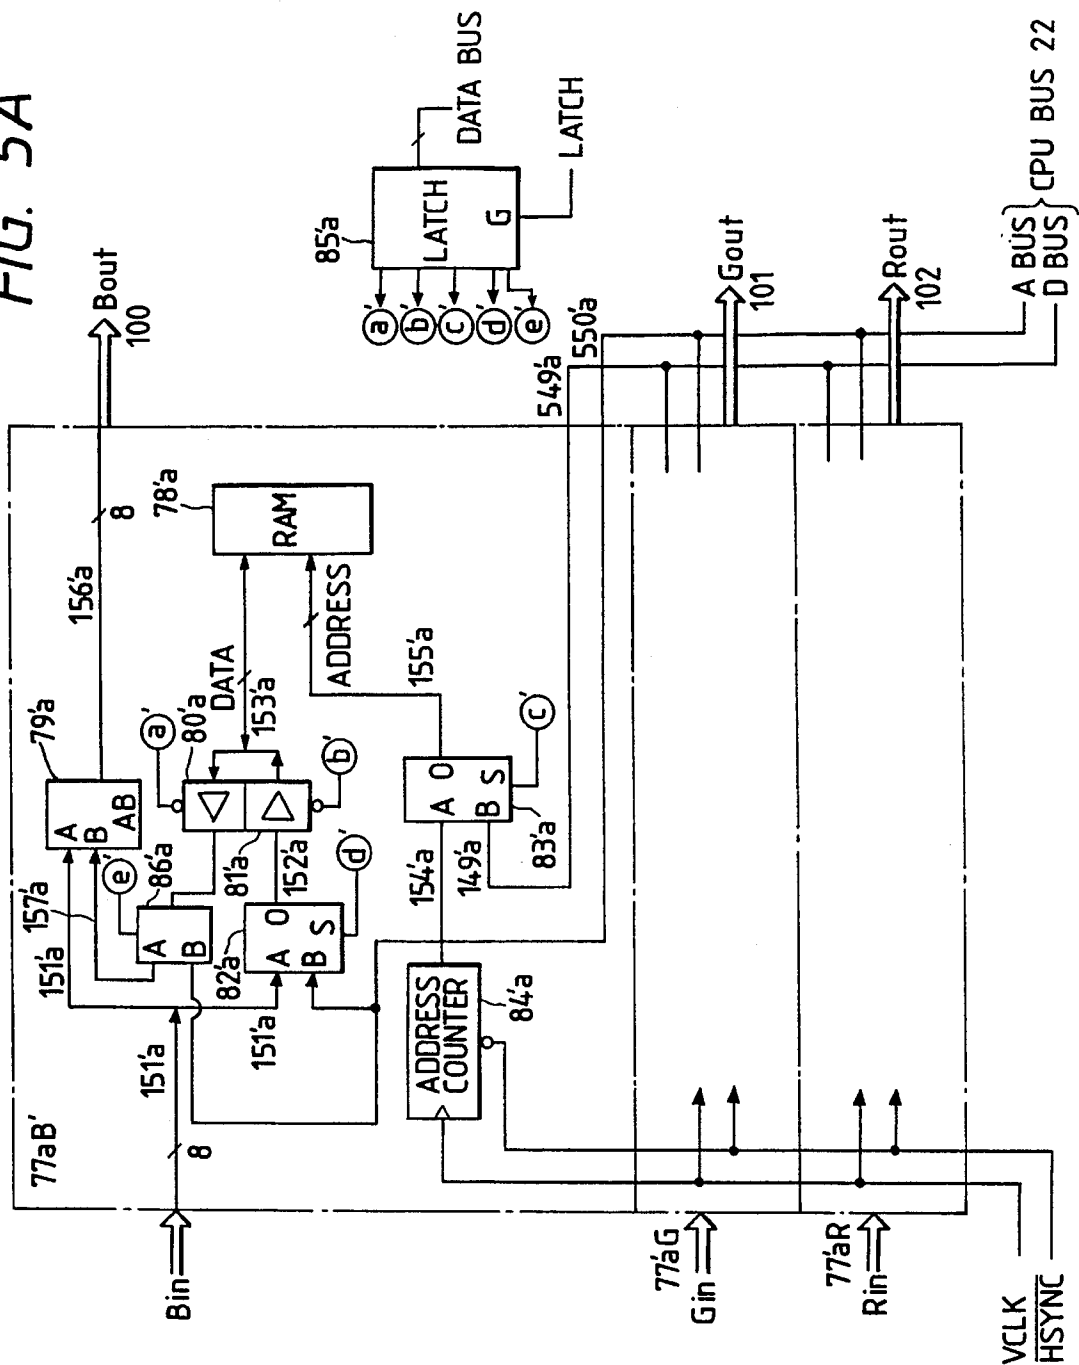 FIG. 5A
77aB'
Bin
8
151'a
151'a
157'a
e'
A
B
86'a
A
B
AB
79'a
156'a
8
Bout
100
a'
80'a
DATA
153'a
81'a
b'
151'a
82'a
A
B
O
S
152'a
d'
RAM
78'a
ADDRESS
155'a
ADDRESS
COUNTER
84'a
154'a
149'a
A
B
O
S
83'a
c'
85'a
LATCH
G
DATA BUS
LATCH
a'
b'
c'
d'
e'
549'a
550'a
77'aG
Gin
Gout
101
77'aR
Rin
Rout
102
VCLK
HSYNC
A BUS
D BUS
CPU BUS 22